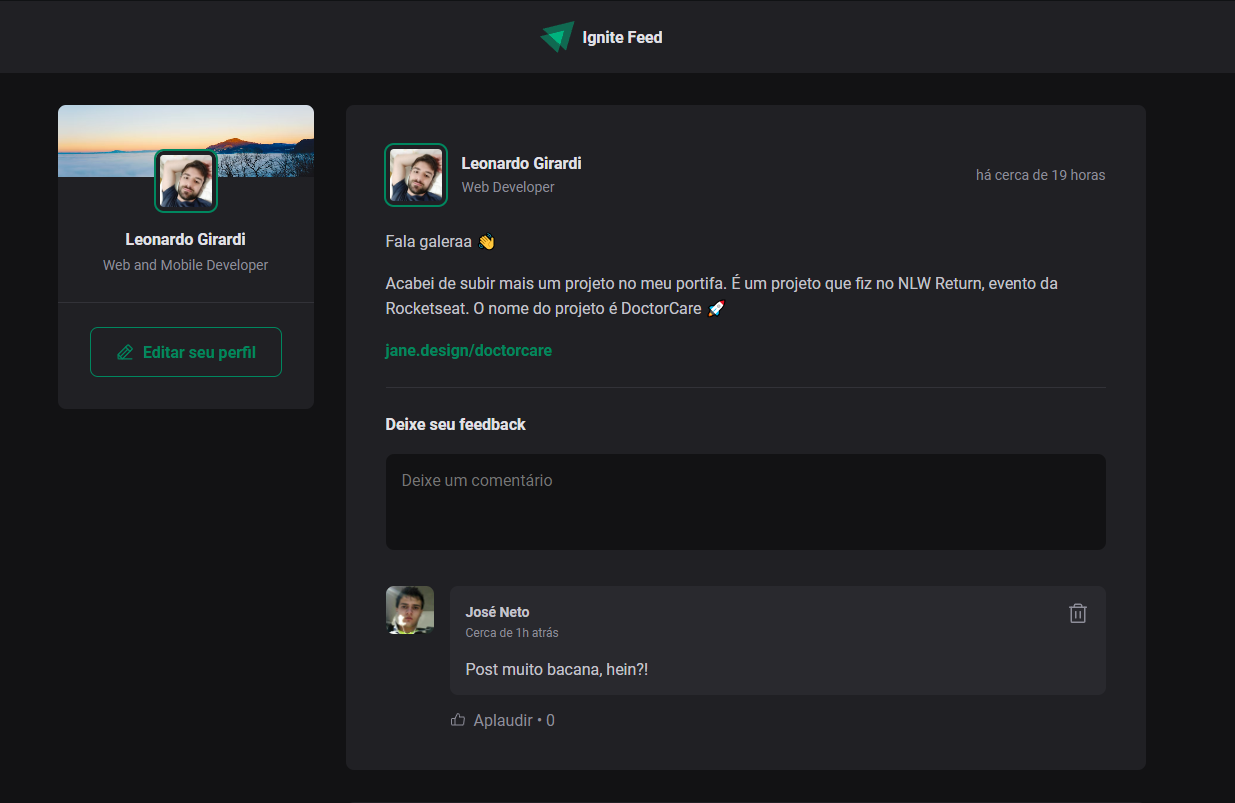 Ignite Feed
Leonardo Girardi
Web and Mobile Developer
Editar seu perfil
Leonardo Girardi
Web Developer
há cerca de 19 horas
Fala galeraa 👋
Acabei de subir mais um projeto no meu portifa. É um projeto que fiz no NLW Return, evento da
Rocketseat. O nome do projeto é DoctorCare 🚀
jane.design/doctorcare
Deixe seu feedback
Deixe um comentário
José Neto
Cerca de 1h atrás
Post muito bacana, hein?!
Aplaudir • 0